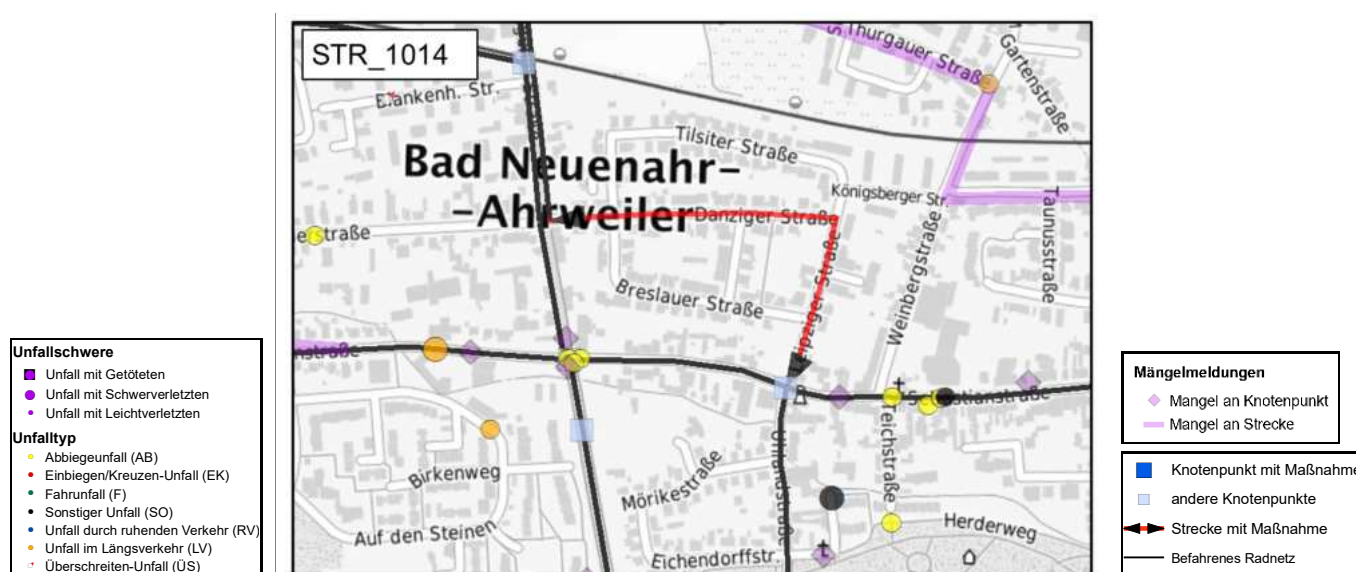 STR_1014
Thurgauer Straße
Gartenstraße
Blankenh. Str.
Tilsiter Straße
Bad Neuenahr-
-Ahrweiler
Königsberger Str.
Danziger Straße
Taunusstraße
Weinbergstraße
Breslauer Straße
Teichstraße
Uhlandstraße
Mörikestraße
Birkenweg
Auf den Steinen
Herderweg
Eichendorffstr.
Unfallschwere
Unfall mit Getöteten
Unfall mit Schwerverletzten
Unfall mit Leichtverletzten
Unfalltyp
Abbiegeunfall (AB)
Einbiegen/Kreuzen-Unfall (EK)
Fahrunfall (F)
Sonstiger Unfall (SO)
Unfall durch ruhenden Verkehr (RV)
Unfall im Längsverkehr (LV)
Überschreiten-Unfall (ÜS)
Mängelmeldungen
Mangel an Knotenpunkt
Mangel an Strecke
Knotenpunkt mit Maßnahme
andere Knotenpunkte
Strecke mit Maßnahme
Befahrenes Radnetz